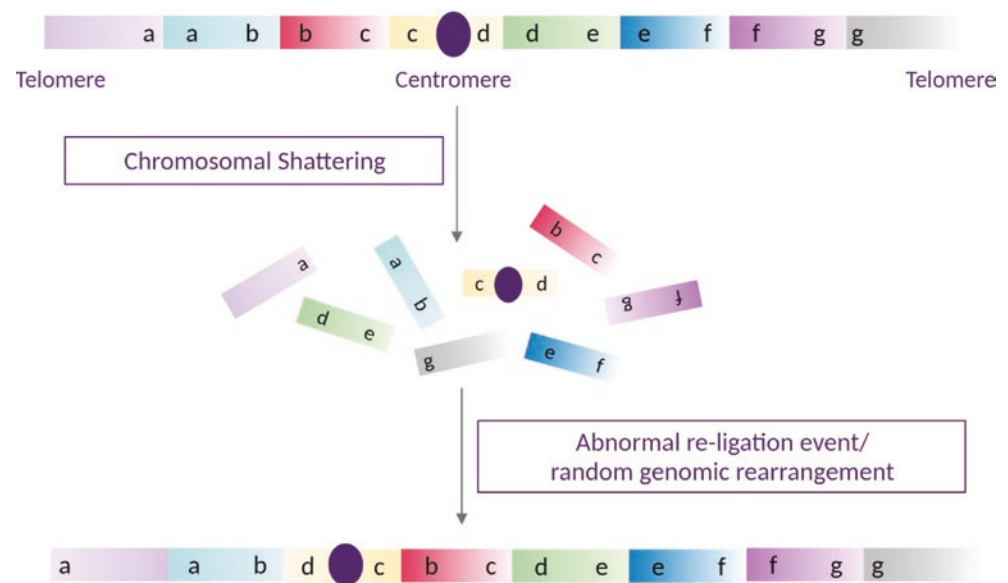 a a b b c c d d e e f f g g
Telomere Centromere Telomere
Chromosomal Shattering
b c
a a b c d g f
d e g e f
Abnormal re-ligation event/
random genomic rearrangement
a a b d c b c d e e f f g g